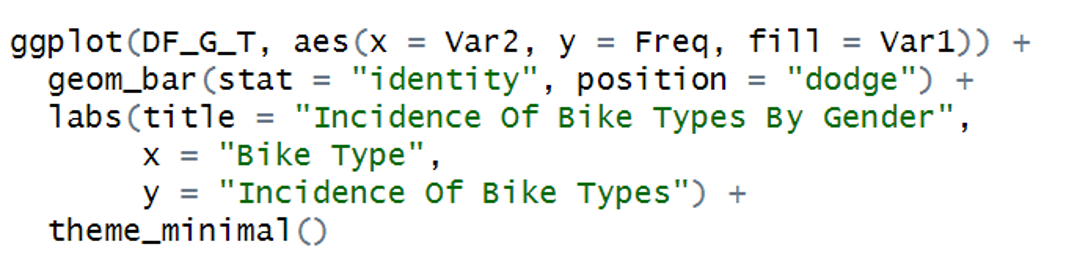 ggplot(DF_G_T, aes(x = Var2, y = Freq, fill = Var1)) +
  geom_bar(stat = "identity", position = "dodge") +
  labs(title = "Incidence Of Bike Types By Gender",
       x = "Bike Type",
       y = "Incidence Of Bike Types") +
  theme_minimal()